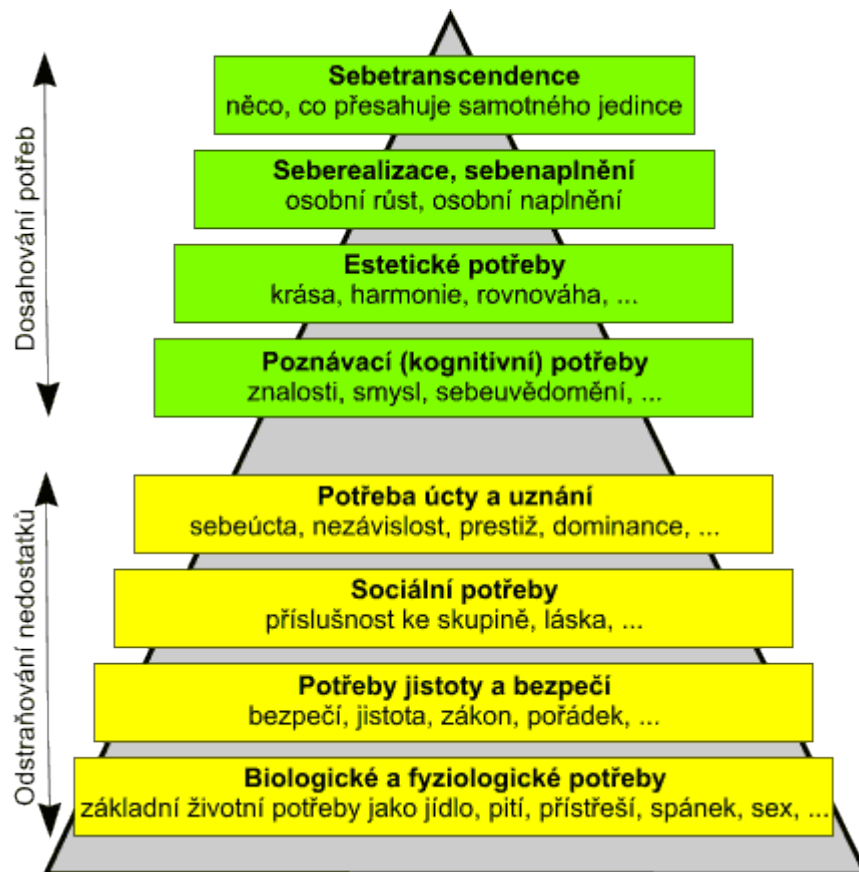 Dosahování potřeb
Sebetranscendence
něco, co přesahuje samotného jedince
Seberealizace, sebenaplnění
osobní růst, osobní naplnění
Estetické potřeby
krása, harmonie, rovnováha, ...
Poznávací (kognitivní) potřeby
znalosti, smysl, sebeuvědomění, ...
Odstraňování nedostatků
Potřeba úcty a uznání
sebeúcta, nezávislost, prestiž, dominance, ...
Sociální potřeby
příslušnost ke skupině, láska, ...
Potřeby jistoty a bezpečí
bezpečí, jistota, zákon, pořádek, ...
Biologické a fyziologické potřeby
základní životní potřeby jako jídlo, pití, přístřeší, spánek, sex, ...